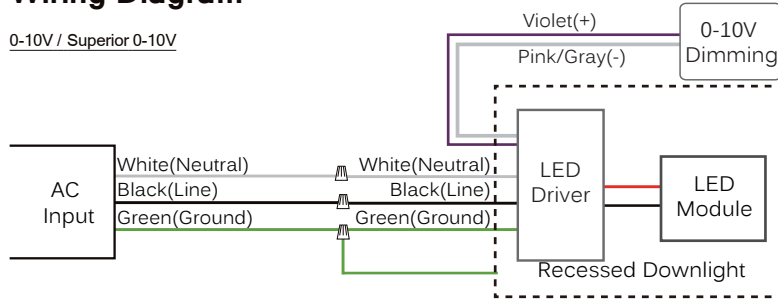 Wiring Diagram
0-10V / Superior 0-10V
Violet(+)
Pink/Gray(-)
0-10V
Dimming
AC
Input
White(Neutral)
Black(Line)
Green(Ground)
White(Neutral)
Black(Line)
Green(Ground)
LED
Driver
LED
Module
Recessed Downlight